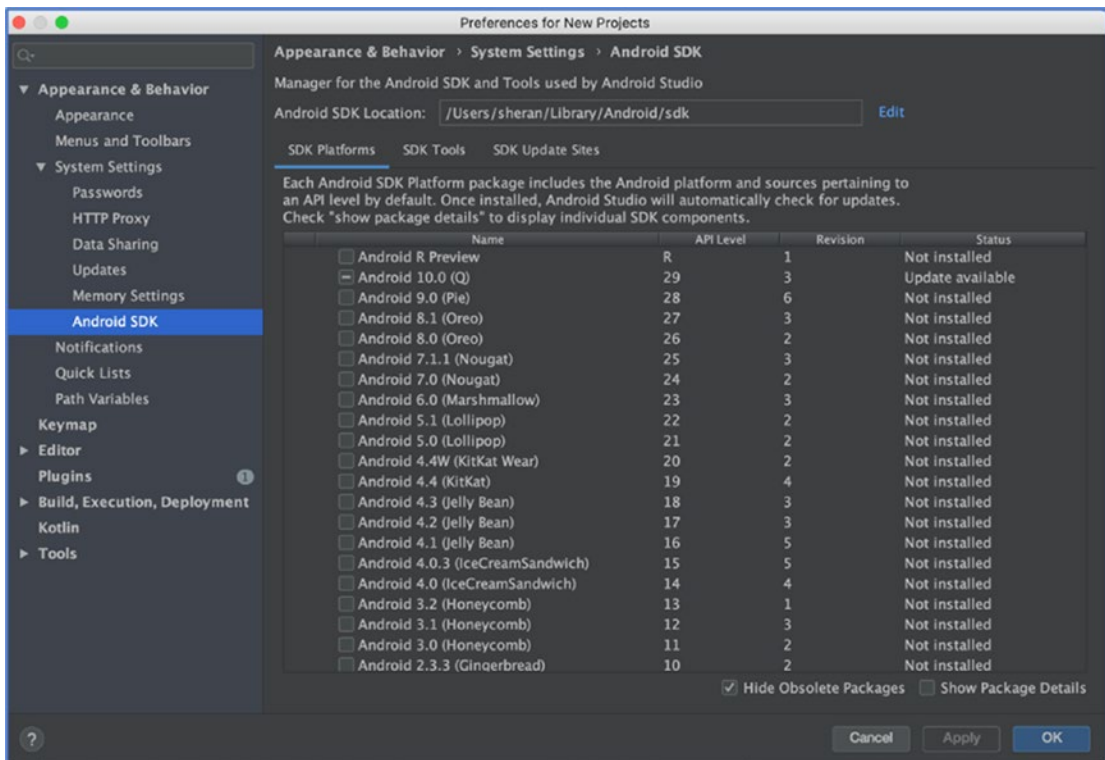 Preferences for New Projects
Appearance & Behavior
Appearance
Menus and Toolbars
System Settings
Passwords
HTTP Proxy
Data Sharing
Updates
Memory Settings
Android SDK
Notifications
Quick Lists
Path Variables
Keymap
Editor
Plugins 1
Build, Execution, Deployment
Kotlin
Tools
Appearance & Behavior › System Settings › Android SDK
Manager for the Android SDK and Tools used by Android Studio
Android SDK Location: /Users/sheran/Library/Android/sdk Edit
SDK Platforms SDK Tools SDK Update Sites
Each Android SDK Platform package includes the Android platform and sources pertaining to
an API level by default. Once installed, Android Studio will automatically check for updates.
Check "show package details" to display individual SDK components.
Name API Level Revision Status
Android R Preview R 1 Not installed
Android 10.0 (Q) 29 3 Update available
Android 9.0 (Pie) 28 6 Not installed
Android 8.1 (Oreo) 27 3 Not installed
Android 8.0 (Oreo) 26 2 Not installed
Android 7.1.1 (Nougat) 25 3 Not installed
Android 7.0 (Nougat) 24 2 Not installed
Android 6.0 (Marshmallow) 23 3 Not installed
Android 5.1 (Lollipop) 22 2 Not installed
Android 5.0 (Lollipop) 21 2 Not installed
Android 4.4W (KitKat Wear) 20 2 Not installed
Android 4.4 (KitKat) 19 4 Not installed
Android 4.3 (Jelly Bean) 18 3 Not installed
Android 4.2 (Jelly Bean) 17 3 Not installed
Android 4.1 (Jelly Bean) 16 5 Not installed
Android 4.0.3 (IceCreamSandwich) 15 5 Not installed
Android 4.0 (IceCreamSandwich) 14 4 Not installed
Android 3.2 (Honeycomb) 13 1 Not installed
Android 3.1 (Honeycomb) 12 3 Not installed
Android 3.0 (Honeycomb) 11 2 Not installed
Android 2.3.3 (Gingerbread) 10 2 Not installed
Hide Obsolete Packages Show Package Details
? Cancel Apply OK